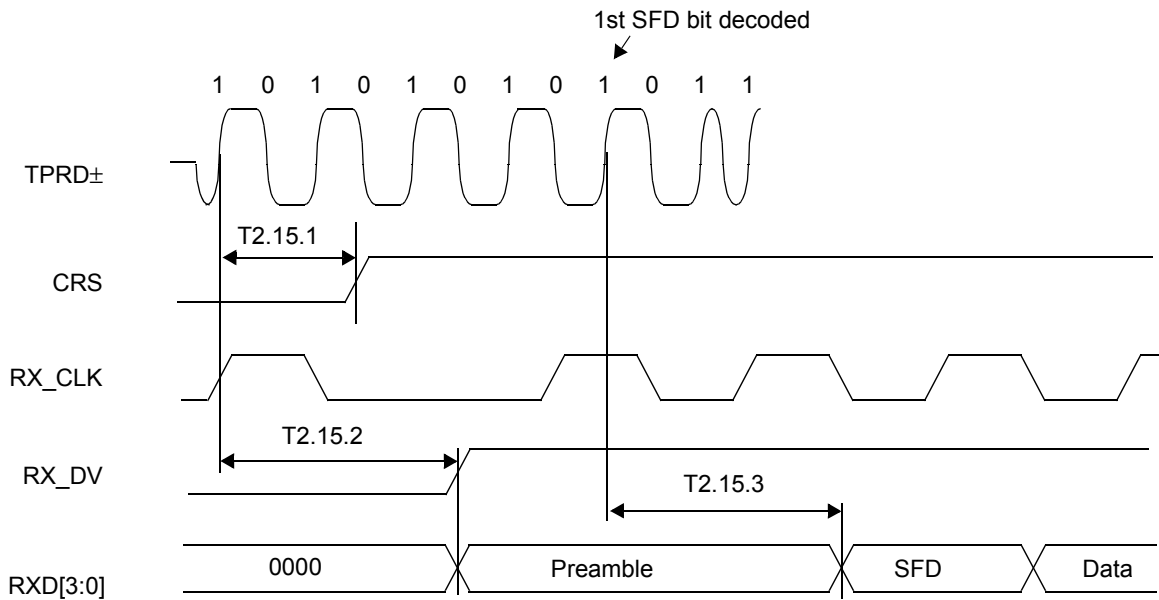 1st SFD bit decoded
1 0 1 0 1 0 1 0 1 0 1 1
TPRD±
T2.15.1
CRS
RX_CLK
T2.15.2
RX_DV
T2.15.3
RXD[3:0]
0000 Preamble SFD Data